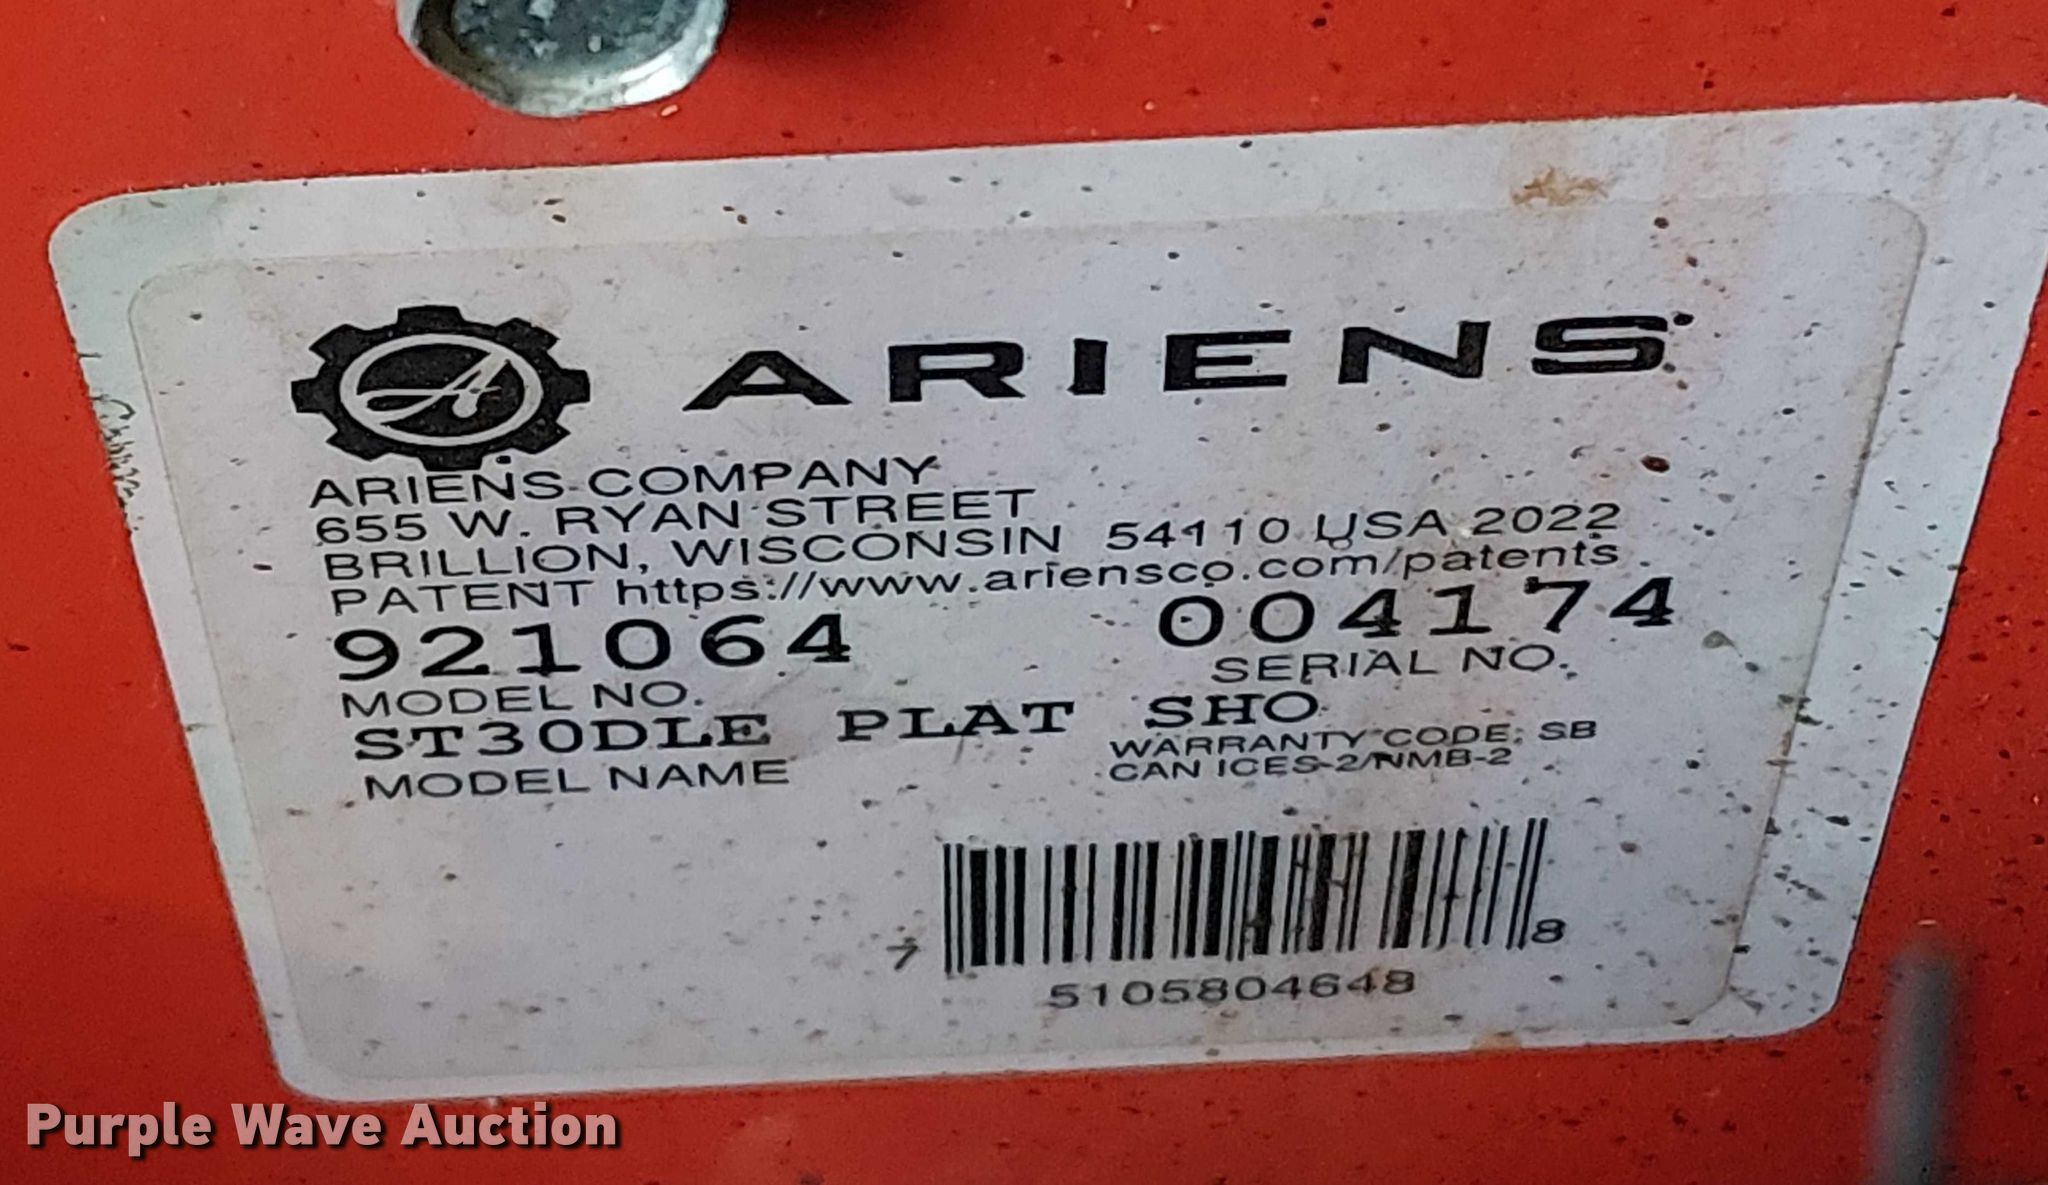 ARIENS
ARIENS COMPANY
655 W. RYAN STREET
BRILLION, WISCONSIN 54110 USA 2022
PATENT https://www.ariensco.com/patents
921064 004174
MODEL NO. SERIAL NO.
ST30DLE PLAT SHO
MODEL NAME
WARRANTY CODE: SB
CAN ICES-2/NMB-2
7 8
5105804648
Purple Wave Auction